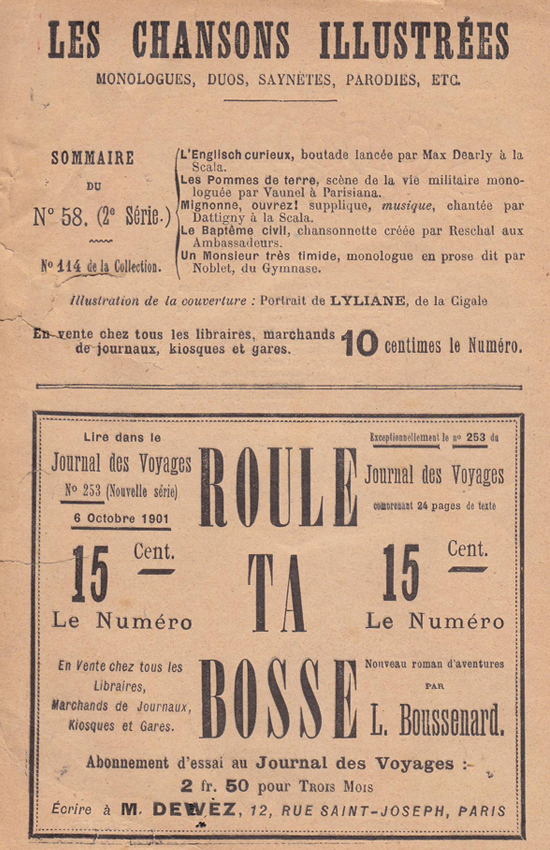 LES CHANSONS ILLUSTRÉES
MONOLOGUES, DUOS, SAYNÈTES, PARODIES, ETC.
SOMMAIRE
DU
N° 58. (2e Série.)
N° 114 de la Collection.
L'Englisch curieux, boutade lancée par Max Dearly à la
Scala.
Les Pommes de terre, scène de la vie militaire mono-
loguée par Vaunel à Parisiana.
Mignonne, ouvrez! supplique, musique, chantée par
Dattigny à la Scala.
Le Baptême civil, chansonnette créée par Reschal aux
Ambassadeurs.
Un Monsieur très timide, monologue en prose dit par
Noblet, du Gymnase.
Illustration de la couverture : Portrait de LYLIANE, de la Cigale
En vente chez tous les libraires, marchands
de journaux, kiosques et gares.
10 centimes le Numéro.
Lire dans le
Journal des Voyages
N° 253 (Nouvelle série)
6 Octobre 1901
15 Cent.
Le Numéro
En Vente chez tous les
Libraires,
Marchands de Journaux,
Kiosques et Gares.
ROULE
TA
BOSSE
Exceptionnellement le n° 253 du
Journal des Voyages
comprenant 24 pages de texte
15 Cent.
Le Numéro
Nouveau roman d'aventures
PAR
L. Boussenard.
Abonnement d'essai au Journal des Voyages :-
2 fr. 50 pour TROIS MOIS
Écrire à M. DEWEZ, 12, RUE SAINT-JOSEPH, PARIS